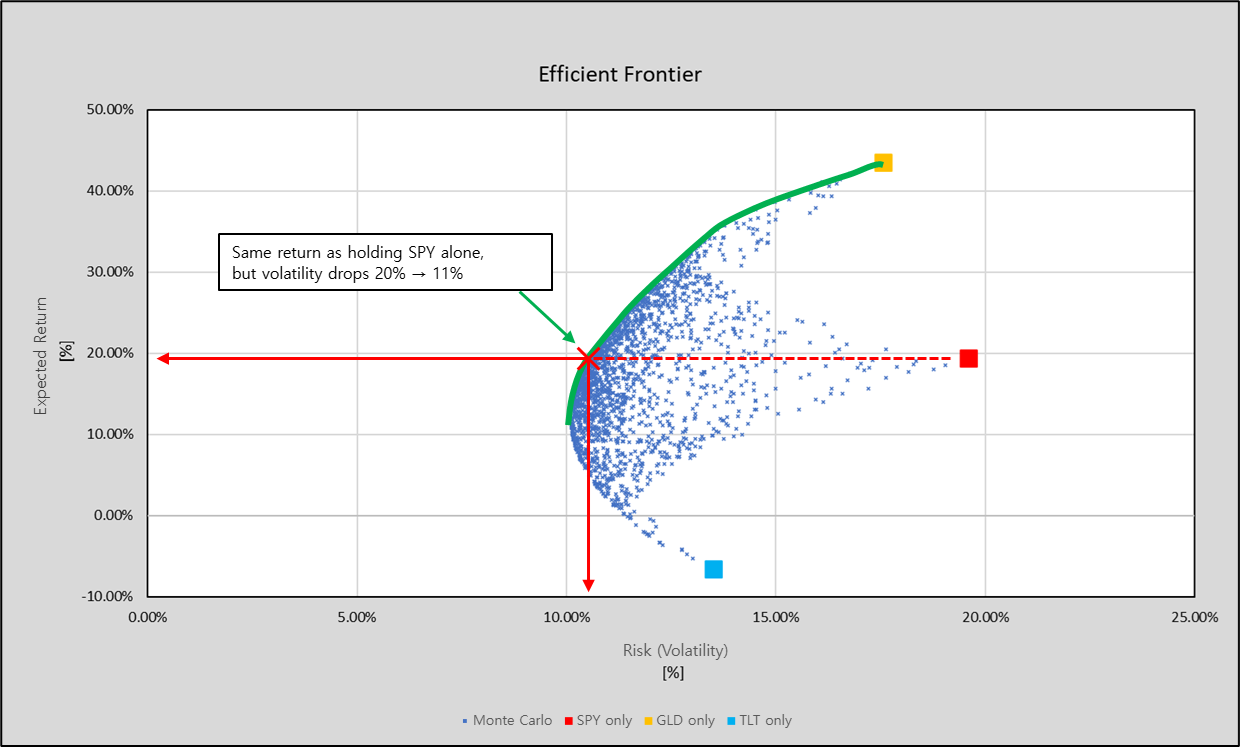 Efficient Frontier
50.00%
40.00%
30.00%
20.00%
10.00%
0.00%
-10.00%
Expected Return
[%]
Same return as holding SPY alone,
but volatility drops 20% → 11%
0.00%
5.00%
10.00%
15.00%
20.00%
25.00%
Risk (Volatility)
[%]
Monte Carlo
SPY only
GLD only
TLT only